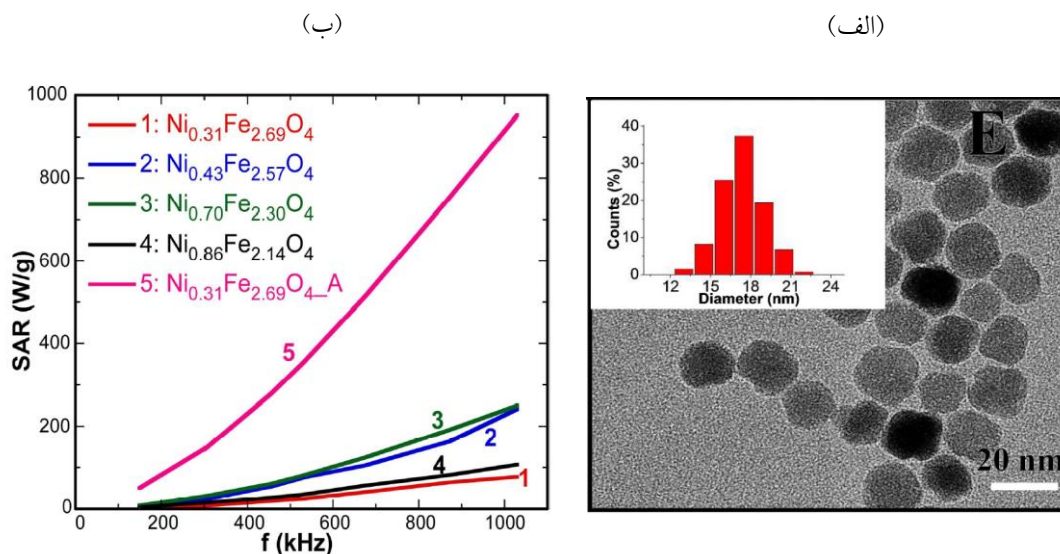 (ب)
(الف)
SAR (W/g)
1000
800
600
400
200
0
1: Ni0.31Fe2.69O4
2: Ni0.43Fe2.57O4
3: Ni0.70Fe2.30O4
4: Ni0.86Fe2.14O4
5: Ni0.31Fe2.69O4_A
5
3
2
4
1
0 200 400 600 800 1000
f (kHz)
E
Counts (%)
40
30
20
10
0
12 15 18 21 24
Diameter (nm)
20 nm